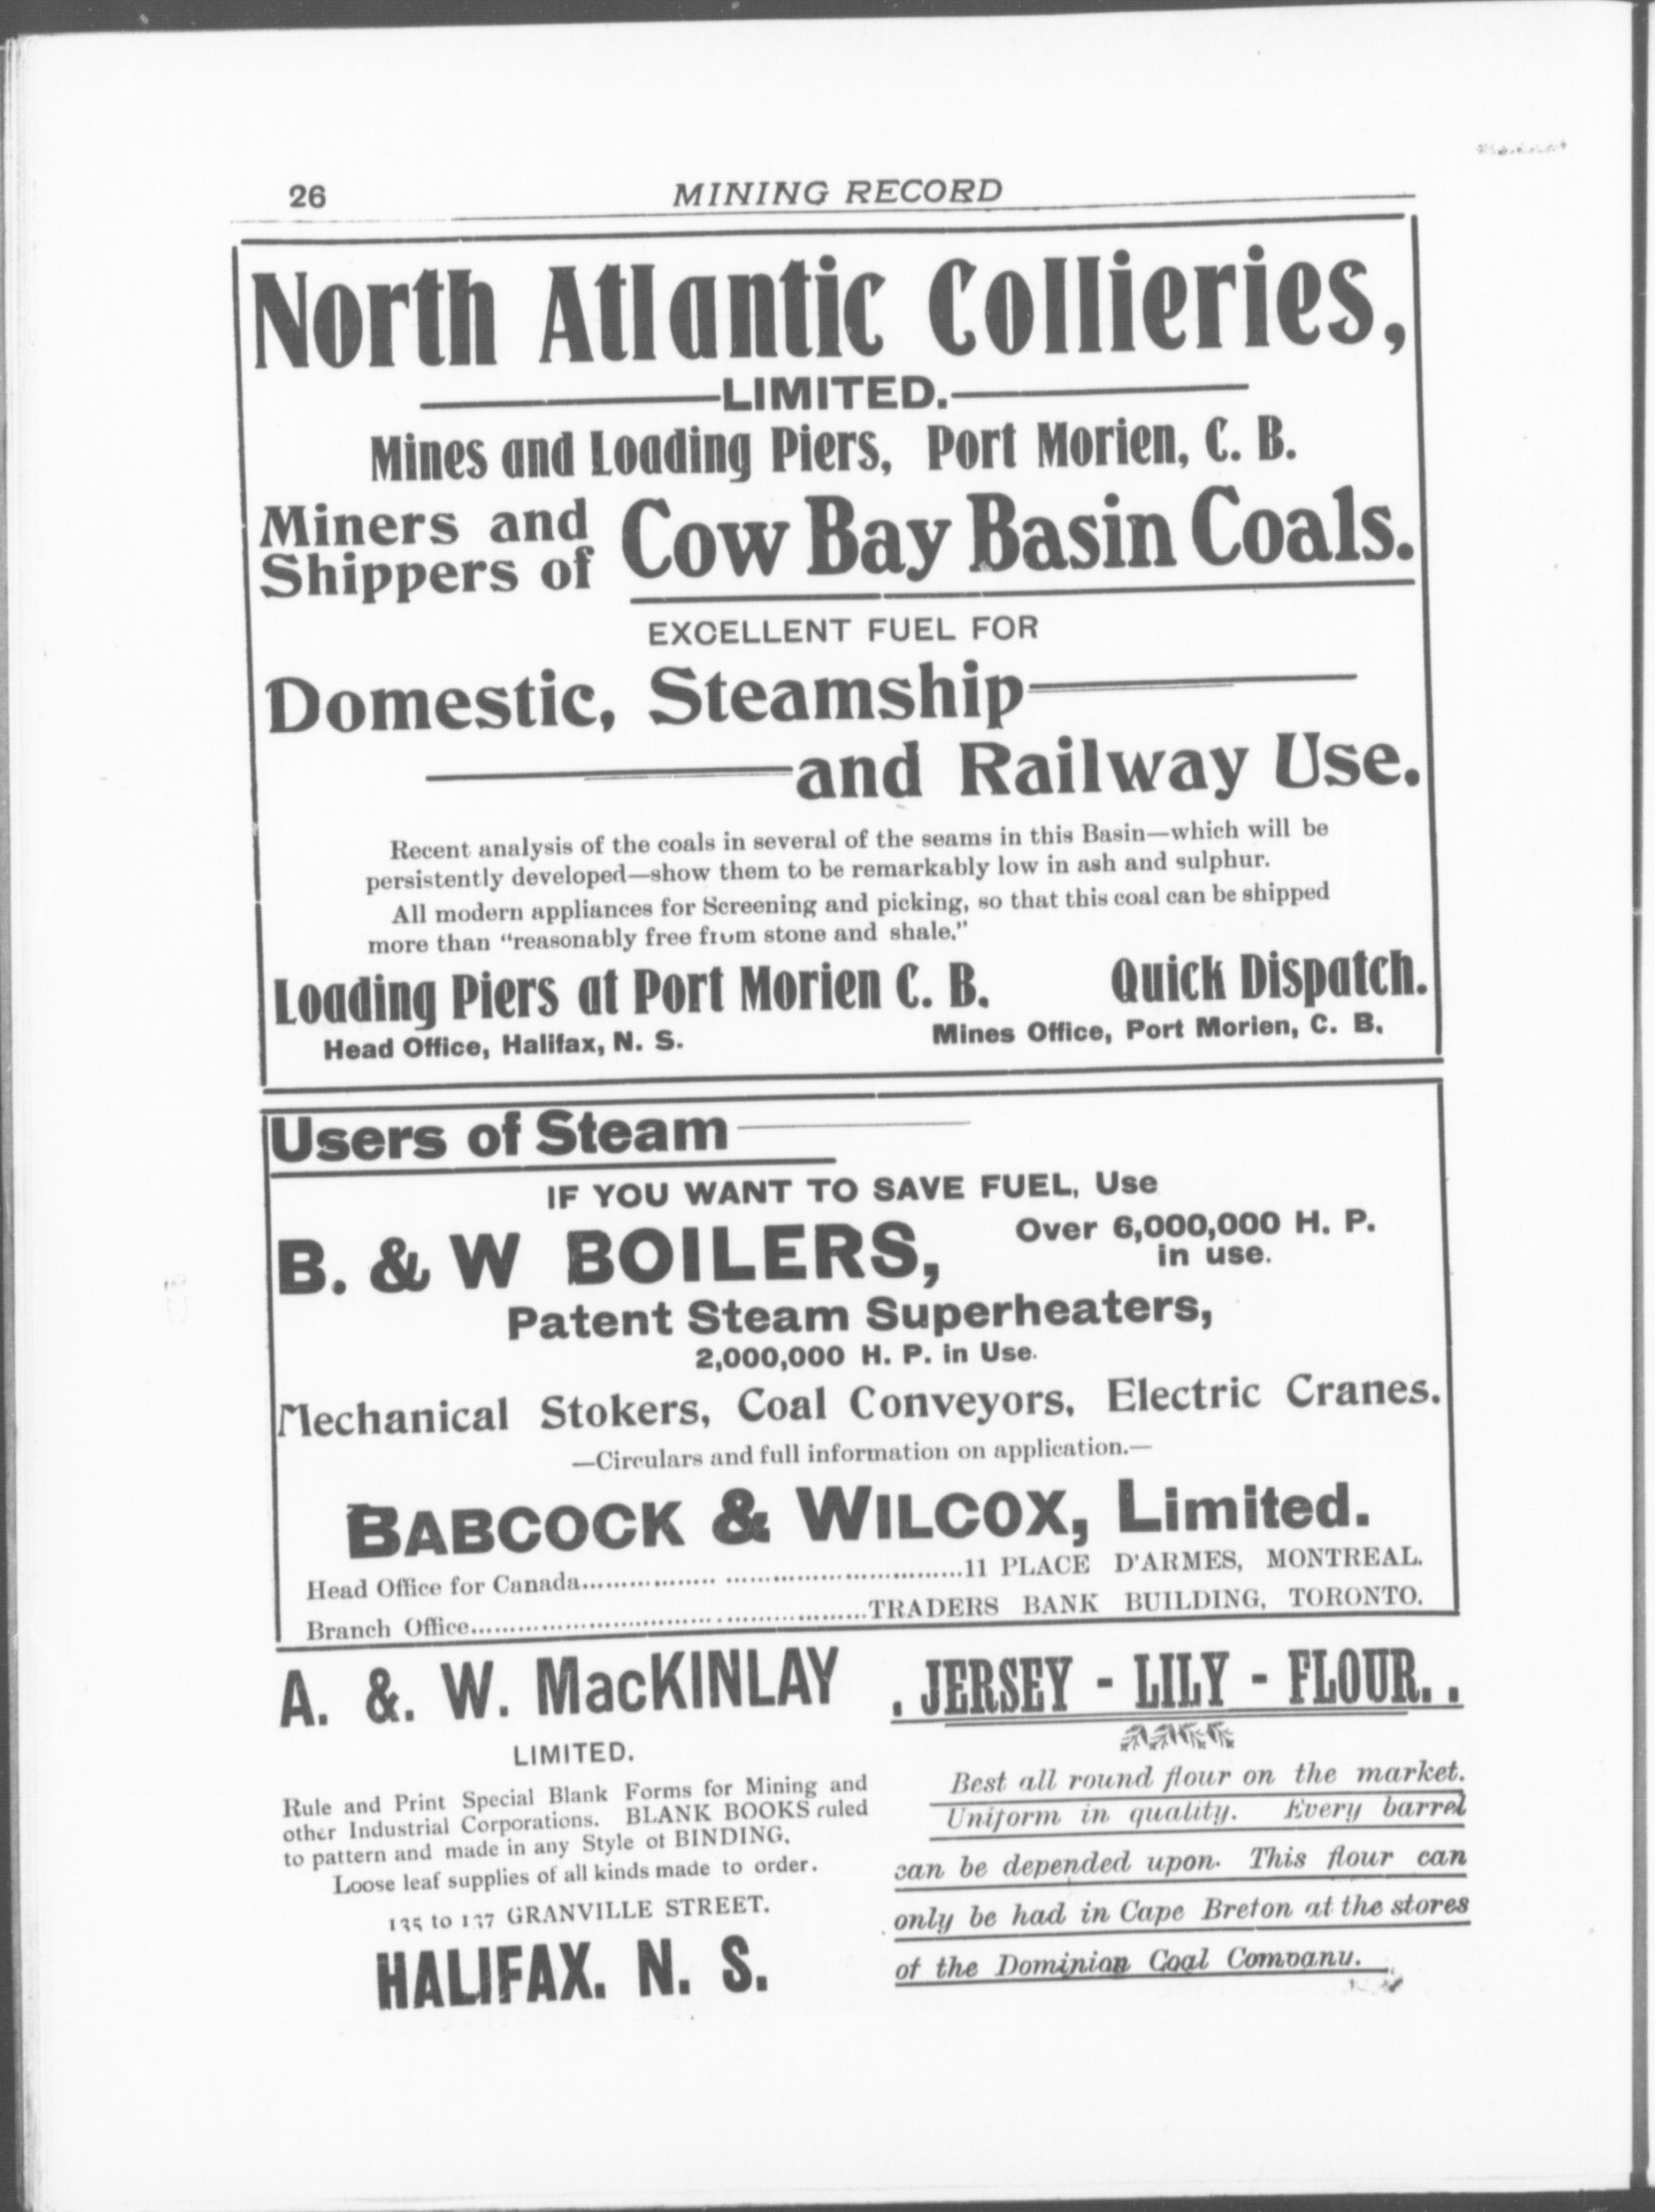 26
MINING RECORD
North Atlantic Collieries,
LIMITED.
Mines and Loading Piers, Port Morien, C. B.
Miners and
Shippers of
Cow Bay Basin Coals.
EXCELLENT FUEL FOR
Domestic, Steamship
and Railway Use.
Recent analysis of the coals in several of the seams in this Basin—which will be
persistently developed—show them to be remarkably low in ash and sulphur.
All modern appliances for Screening and picking, so that this coal can be shipped
more than "reasonably free from stone and shale."
Loading Piers at Port Morien C. B. Quick Dispatch.
Head Office, Halifax, N. S. Mines Office, Port Morien, C. B.
Users of Steam
IF YOU WANT TO SAVE FUEL, Use
B. & W BOILERS,
Over 6,000,000 H. P.
in use.
Patent Steam Superheaters,
2,000,000 H. P. in Use.
Mechanical Stokers, Coal Conveyors, Electric Cranes.
—Circulars and full information on application.—
BABCOCK & WILCOX, Limited.
Head Office for Canada.................. .................................11 PLACE D'ARMES, MONTREAL.
Branch Office....................................................TRADERS BANK BUILDING, TORONTO.
A. &. W. MacKINLAY
LIMITED.
Rule and Print Special Blank Forms for Mining and
other Industrial Corporations. BLANK BOOKS ruled
to pattern and made in any Style of BINDING.
Loose leaf supplies of all kinds made to order.
135 to 137 GRANVILLE STREET.
HALIFAX. N. S.
. JERSEY - LILY - FLOUR. .
Best all round flour on the market.
Uniform in quality. Every barrel
can be depended upon. This flour can
only be had in Cape Breton at the stores
of the Dominion Coal Company.